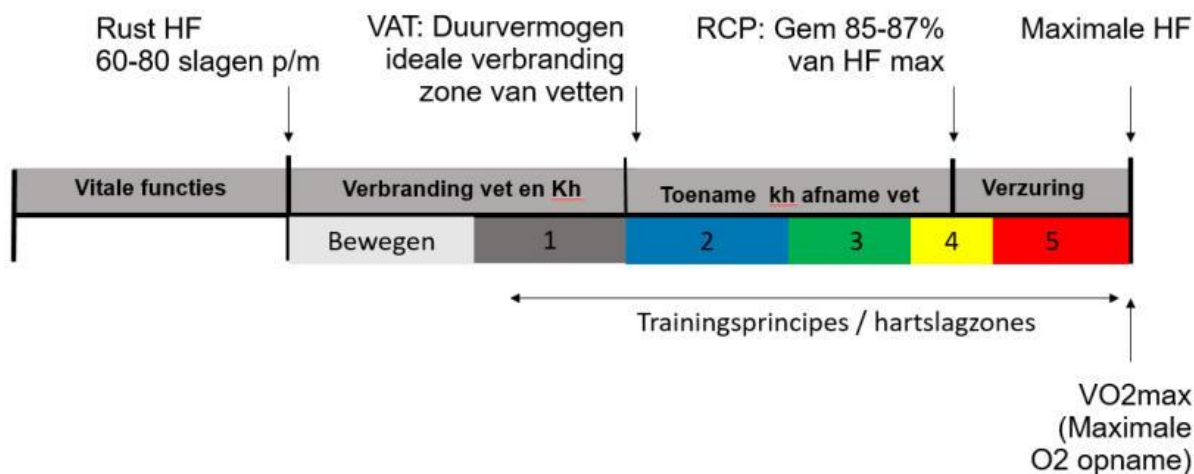 Rust HF
60-80 slagen p/m
VAT: Duurvermogen
ideale verbranding
zone van vetten
RCP: Gem 85-87%
van HF max
Maximale HF
Vitale functies
Verbranding vet en Kh
Toename kh afname vet
Verzuring
Bewegen
1
2
3
4
5
Trainingsprincipes / hartslagzones
VO2max
(Maximale
O2 opname)